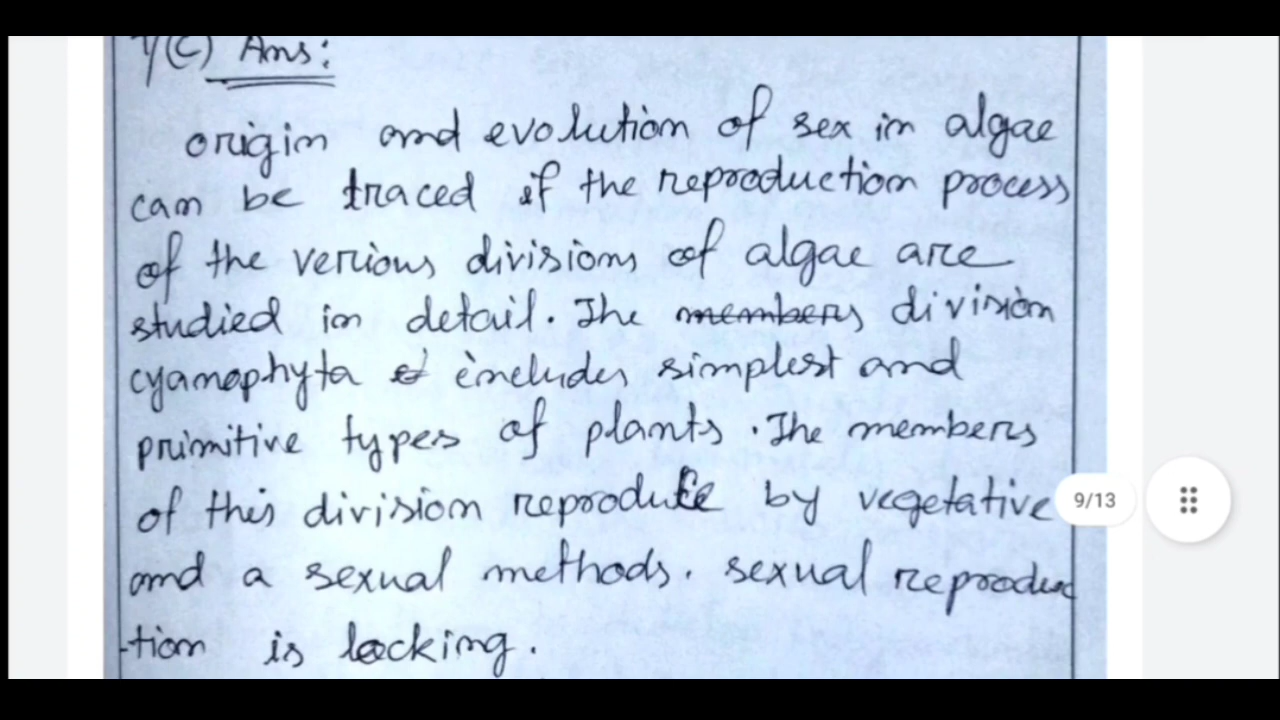 1/(C) Ans:
origin and evolution of sex in algae
can be traced if the reproduction process
of the verious divisions of algae are
studied in detail. The members division
cyanophyta includes simplest and
primitive types of plants. The members
of this division reproduce by vegetative
9/13
and a sexual methods. sexual reproduc
-tion is lacking.